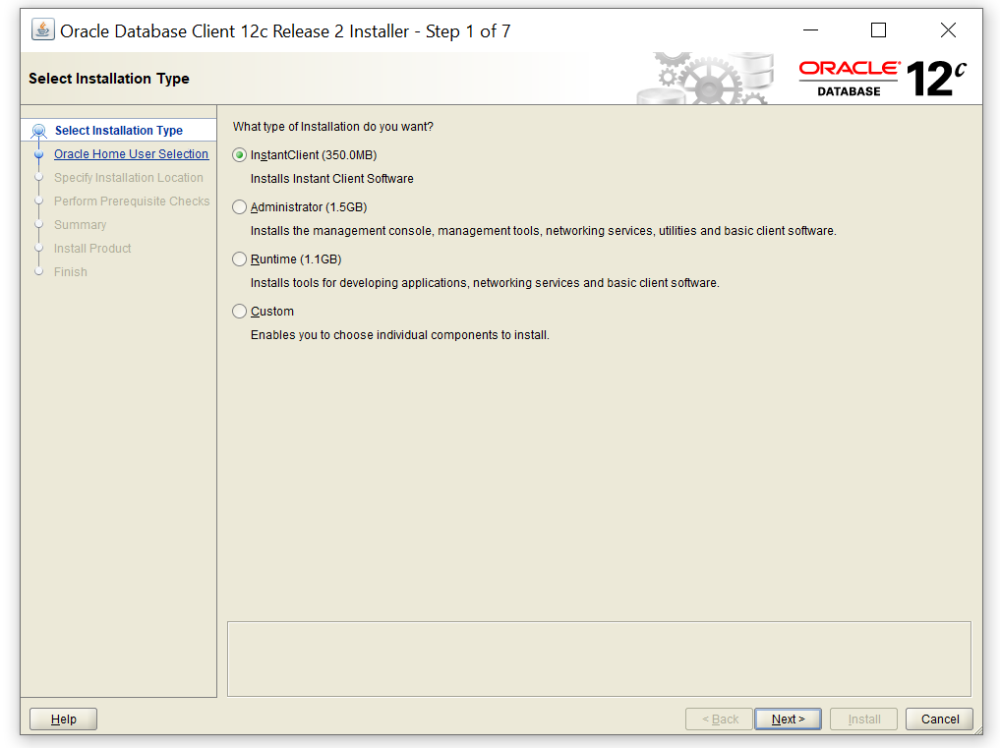 Oracle Database Client 12c Release 2 Installer - Step 1 of 7
Select Installation Type
ORACLE®
DATABASE
12c
Select Installation Type
Oracle Home User Selection
Specify Installation Location
Perform Prerequisite Checks
Summary
Install Product
Finish
What type of Installation do you want?
InstantClient (350.0MB)
Installs Instant Client Software
Administrator (1.5GB)
Installs the management console, management tools, networking services, utilities and basic client software.
Runtime (1.1GB)
Installs tools for developing applications, networking services and basic client software.
Custom
Enables you to choose individual components to install.
Help
< Back
Next >
Install
Cancel